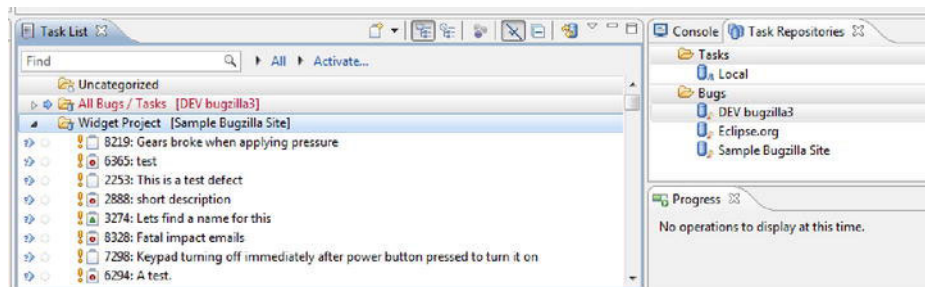 Task List
Find
All
Activate...
Uncategorized
All Bugs / Tasks [DEV bugzilla3]
Widget Project [Sample Bugzilla Site]
8219: Gears broke when applying pressure
6365: test
2253: This is a test defect
2888: short description
3274: Lets find a name for this
8328: Fatal impact emails
7298: Keypad turning off immediately after power button pressed to turn it on
6294: A test.
Console
Task Repositories
Tasks
Local
Bugs
DEV bugzilla3
Eclipse.org
Sample Bugzilla Site
Progress
No operations to display at this time.